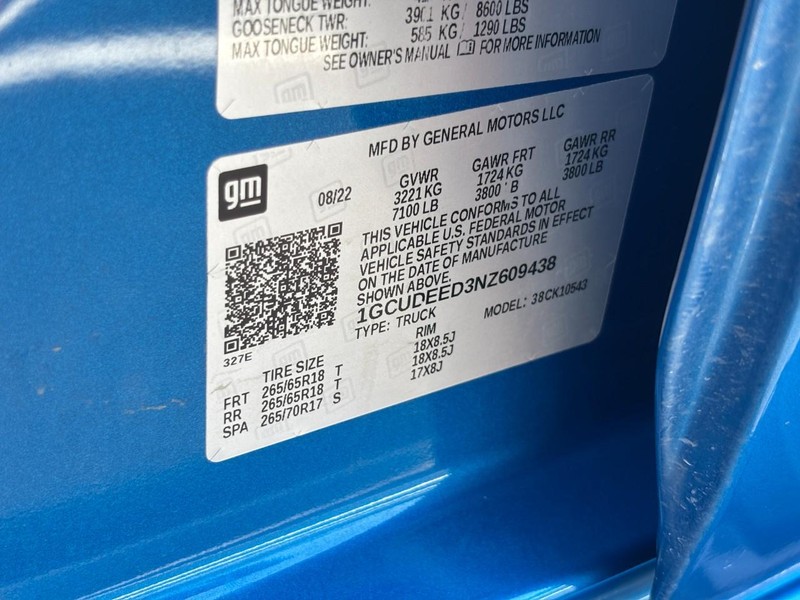 MAX TONGUE WEIGHT:
GOOSENECK TWR: 3901 KG / 8600 LBS
MAX TONGUE WEIGHT: 585 KG / 1290 LBS
SEE OWNER'S MANUAL FOR MORE INFORMATION
MFD BY GENERAL MOTORS LLC
gm
08/22
GVWR GAWR FRT GAWR RR
3221 KG 1724 KG 1724 KG
7100 LB 3800 LB 3800 LB
THIS VEHICLE CONFORMS TO ALL
APPLICABLE U.S. FEDERAL MOTOR
VEHICLE SAFETY STANDARDS IN EFFECT
ON THE DATE OF MANUFACTURE
SHOWN ABOVE.
1GCUDEED3NZ609438
TYPE: TRUCK MODEL: 38CK10543
327E
TIRE SIZE RIM
FRT 265/65R18 T 18X8.5J
RR 265/65R18 T 18X8.5J
SPA 265/70R17 S 17X8J